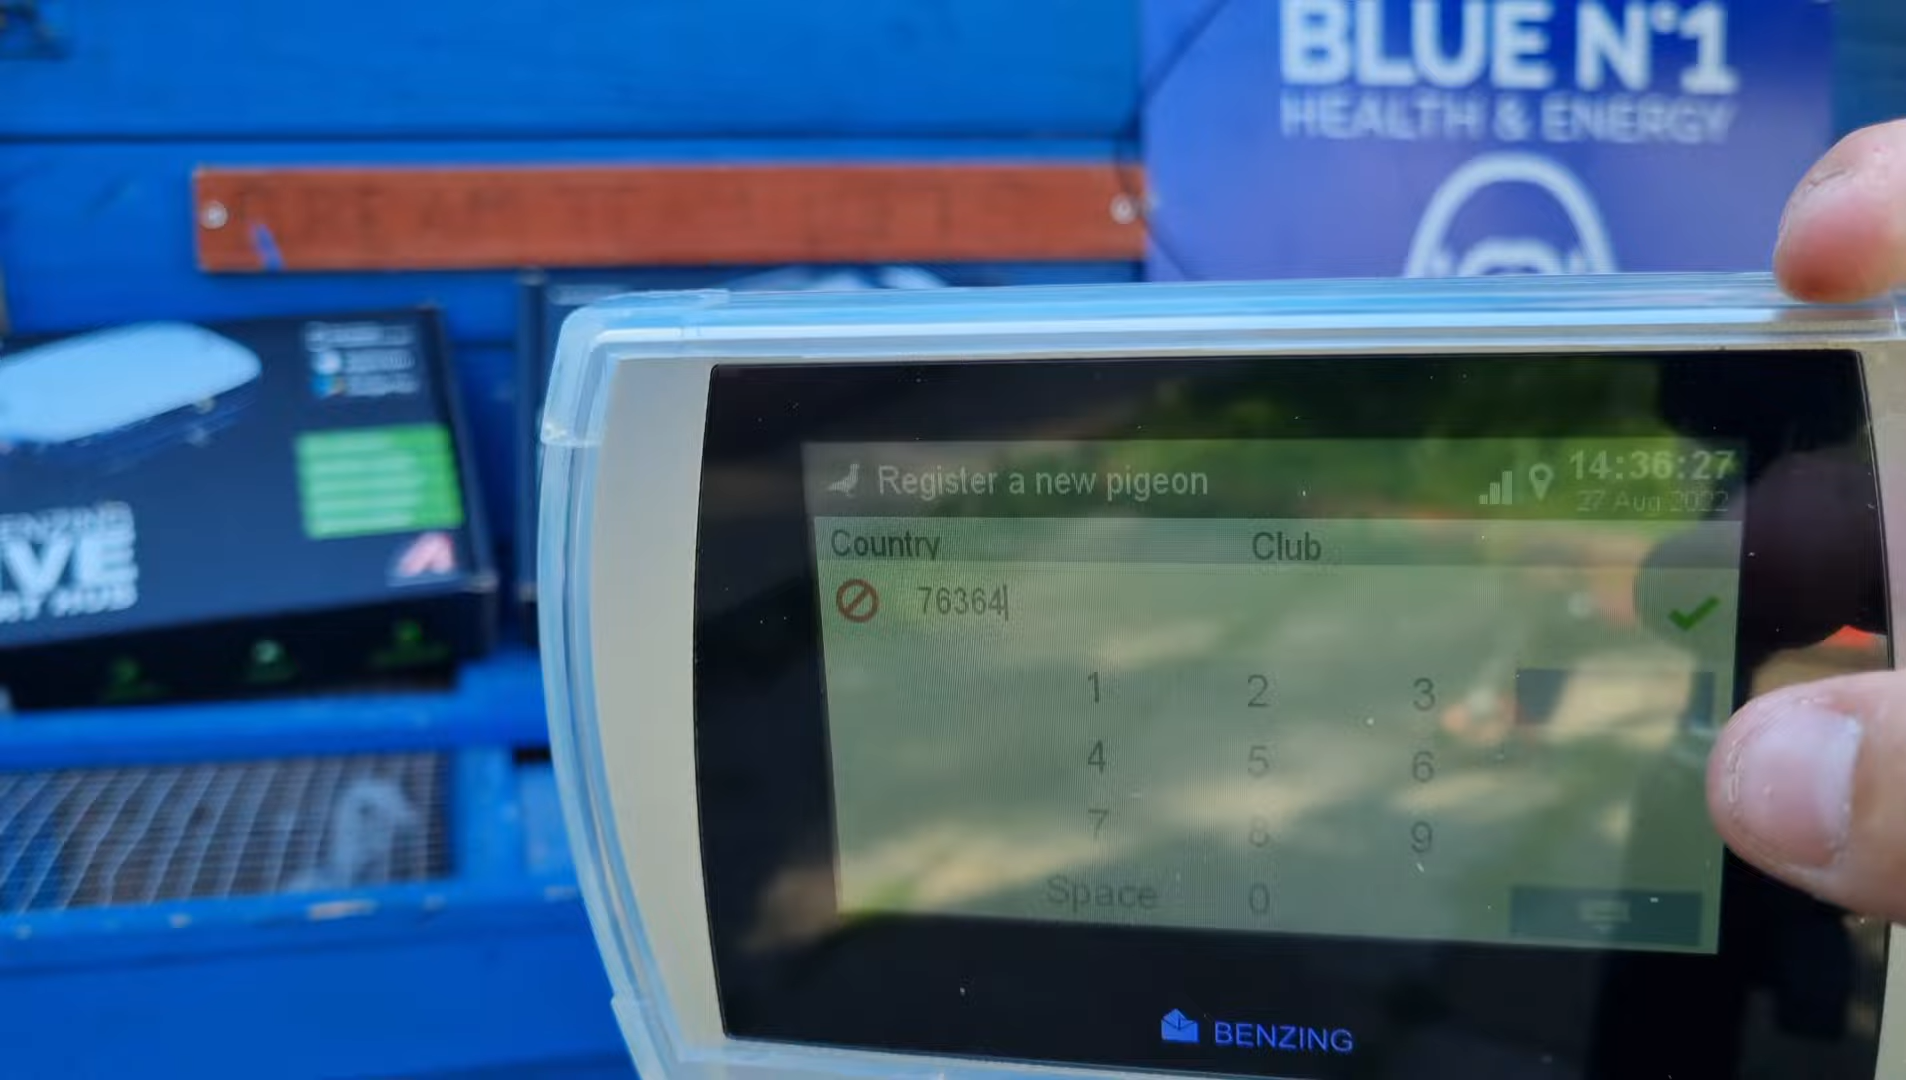 BLUE N°1
HEALTH & ENERGY
BENZING
Register a new pigeon
14:36:27
27 Aug 2022
Country
Club
76364
1 2 3
4 5 6
7 8 9
Space 0
BENZING